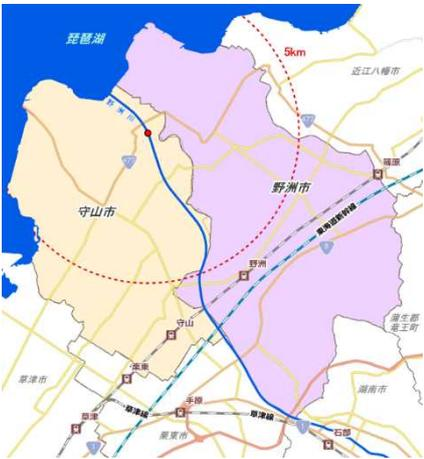 琵琶湖
5km
近江八幡市
野洲川
篠原
野洲市
守山市
東海道新幹線
8
野洲
蒲生郡
竜王町
守山
栗東
草津市
湖南市
手原
草津
草津線
草津線
1
石部
栗東市
1